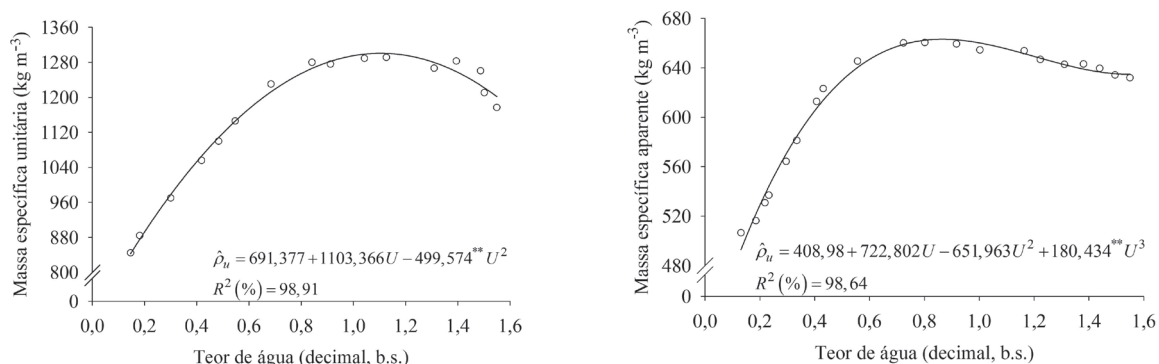 Massa específica unitária (kg m⁻³)
1360
1280
1200
1120
1040
960
880
800
0
0,0 0,2 0,4 0,6 0,8 1,0 1,2 1,4 1,6
Teor de água (decimal, b.s.)
ρ̂ᵤ = 691,377+1103,366U−499,574**U²
R²(%) = 98,91
Massa específica aparente (kg m⁻³)
680
640
600
560
520
480
0
0,0 0,2 0,4 0,6 0,8 1,0 1,2 1,4 1,6
Teor de água (decimal, b.s.)
ρ̂ᵤ = 408,98+722,802U−651,963U²+180,434**U³
R²(%) = 98,64